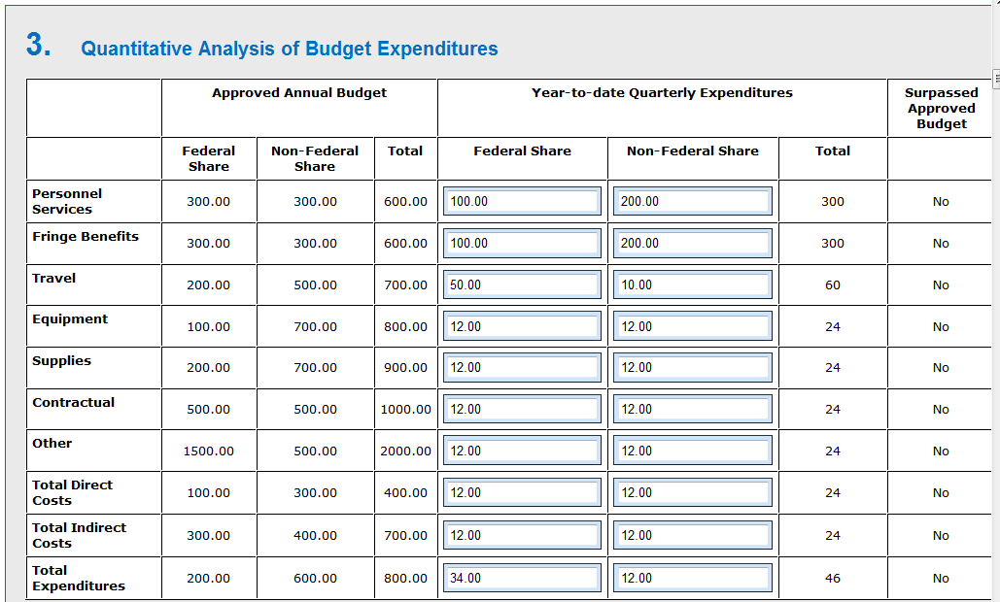 3. Quantitative Analysis of Budget Expenditures
Approved Annual Budget Year-to-date Quarterly Expenditures Surpassed
Approved
Budget
Federal Non-Federal Total Federal Share Non-Federal Share Total
Share Share
Personnel
Services 300.00 300.00 600.00 100.00 200.00 300 No
Fringe Benefits 300.00 300.00 600.00 100.00 200.00 300 No
Travel 200.00 500.00 700.00 50.00 10.00 60 No
Equipment 100.00 700.00 800.00 12.00 12.00 24 No
Supplies 200.00 700.00 900.00 12.00 12.00 24 No
Contractual 500.00 500.00 1000.00 12.00 12.00 24 No
Other 1500.00 500.00 2000.00 12.00 12.00 24 No
Total Direct
Costs 100.00 300.00 400.00 12.00 12.00 24 No
Total Indirect
Costs 300.00 400.00 700.00 12.00 12.00 24 No
Total
Expenditures 200.00 600.00 800.00 34.00 12.00 46 No